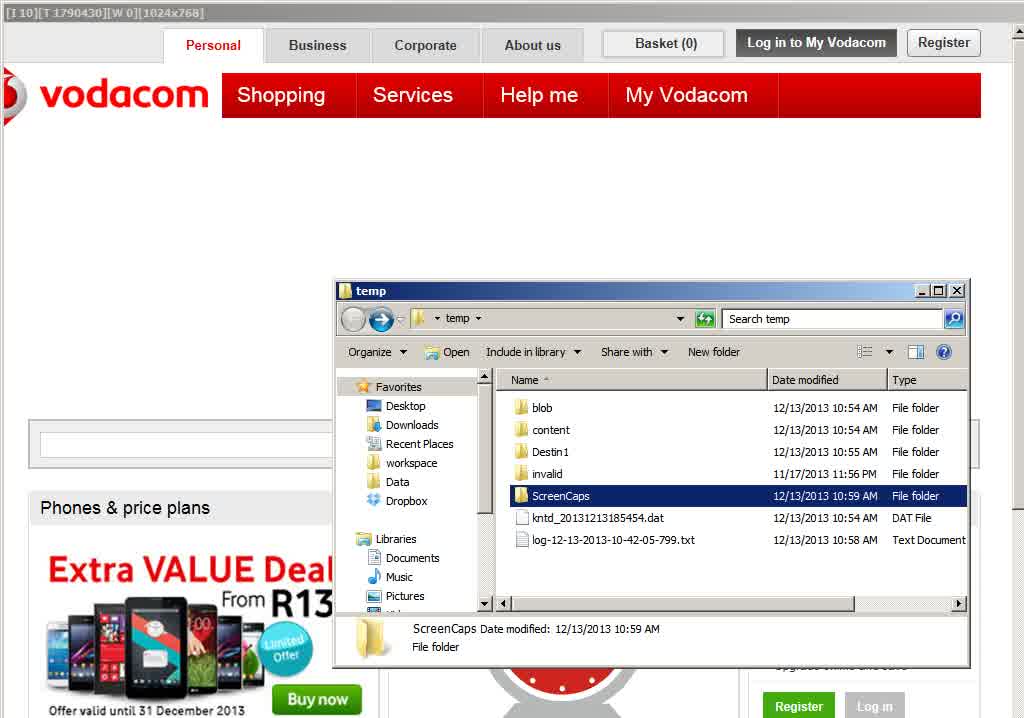 [I 10][T 1790430][W 0][1024x768]
Personal Business Corporate About us Basket (0) Log in to My Vodacom Register
vodacom Shopping Services Help me My Vodacom
temp
temp Search temp
Organize Open Include in library Share with New folder
Name Date modified Type
Favorites
Desktop
Downloads
Recent Places
workspace
Data
Dropbox
Libraries
Documents
Music
Pictures
blob 12/13/2013 10:54 AM File folder
content 12/13/2013 10:54 AM File folder
Destin1 12/13/2013 10:55 AM File folder
invalid 11/17/2013 11:56 PM File folder
ScreenCaps 12/13/2013 10:59 AM File folder
kntd_20131213185454.dat 12/13/2013 10:54 AM DAT File
log-12-13-2013-10-42-05-799.txt 12/13/2013 10:58 AM Text Document
ScreenCaps Date modified: 12/13/2013 10:59 AM
File folder
Phones & price plans
Extra VALUE Deal
From R13
Limited
Offer
Buy now
Offer valid until 31 December 2013
Register Log in